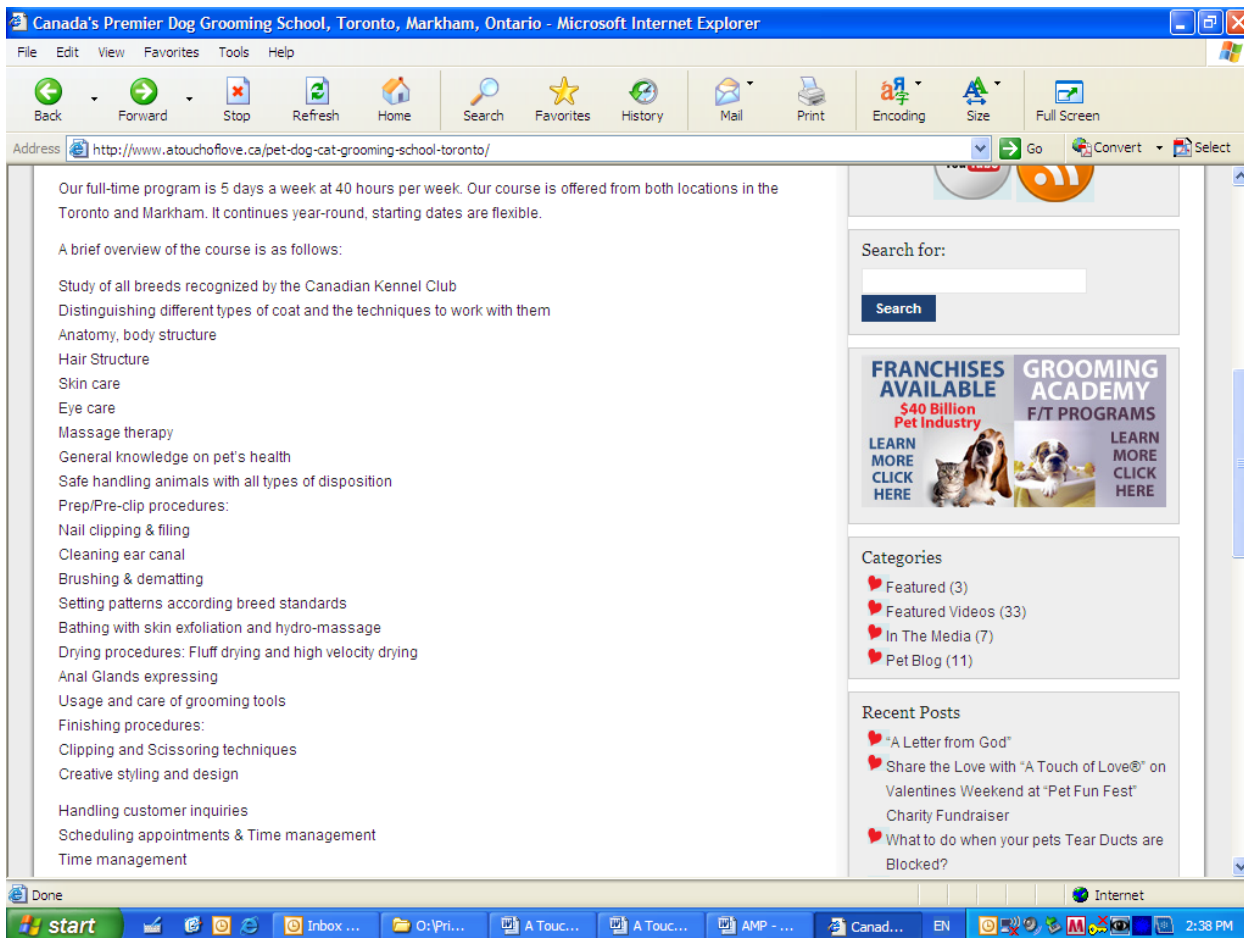 Canada's Premier Dog Grooming School, Toronto, Markham, Ontario - Microsoft Internet Explorer
File Edit View Favorites Tools Help
Back Forward Stop Refresh Home Search Favorites History Mail Print Encoding Size Full Screen
Address http://www.atouchoflove.ca/pet-dog-cat-grooming-school-toronto/ Go Convert Select
Our full-time program is 5 days a week at 40 hours per week. Our course is offered from both locations in the
Toronto and Markham. It continues year-round, starting dates are flexible.
A brief overview of the course is as follows:
Study of all breeds recognized by the Canadian Kennel Club
Distinguishing different types of coat and the techniques to work with them
Anatomy, body structure
Hair Structure
Skin care
Eye care
Massage therapy
General knowledge on pet's health
Safe handling animals with all types of disposition
Prep/Pre-clip procedures:
Nail clipping & filing
Cleaning ear canal
Brushing & dematting
Setting patterns according breed standards
Bathing with skin exfoliation and hydro-massage
Drying procedures: Fluff drying and high velocity drying
Anal Glands expressing
Usage and care of grooming tools
Finishing procedures:
Clipping and Scissoring techniques
Creative styling and design
Handling customer inquiries
Scheduling appointments & Time management
Time management
Search for:
Search
FRANCHISES
AVAILABLE
$40 Billion
Pet Industry
LEARN
MORE
CLICK
HERE
GROOMING
ACADEMY
F/T PROGRAMS
LEARN
MORE
CLICK
HERE
Categories
Featured (3)
Featured Videos (33)
In The Media (7)
Pet Blog (11)
Recent Posts
"A Letter from God"
Share the Love with "A Touch of Love®" on
Valentines Weekend at "Pet Fun Fest"
Charity Fundraiser
What to do when your pets Tear Ducts are
Blocked?
Done Internet
start Inbox ... O:\Pri... A Touc... A Touc... AMP - ... Canad... EN 2:38 PM